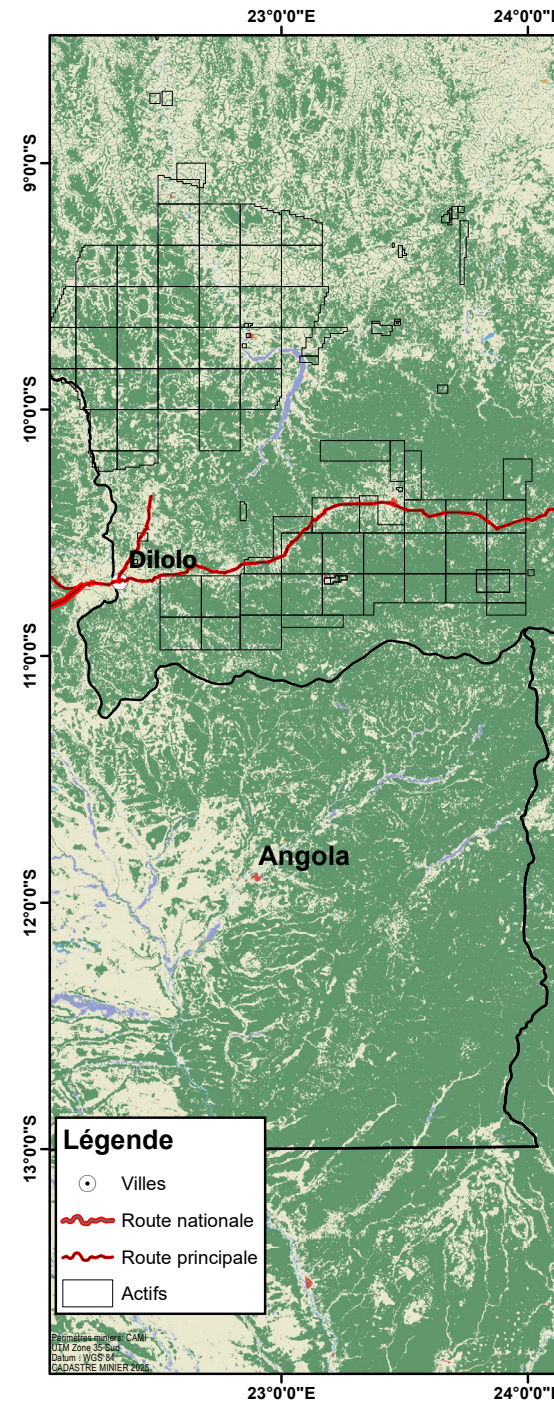 23°0'0"E
24°0'0"E
9°0'0"S
10°0'0"S
Dilolo
11°0'0"S
Angola
12°0'0"S
13°0'0"S
Légende
Villes
Route nationale
Route principale
Actifs
Périmètres miniers: CAMI
UTM Zone 35 Sud
Datum : WGS 84
CADASTRE MINIER 2025
23°0'0"E
24°0'0"E